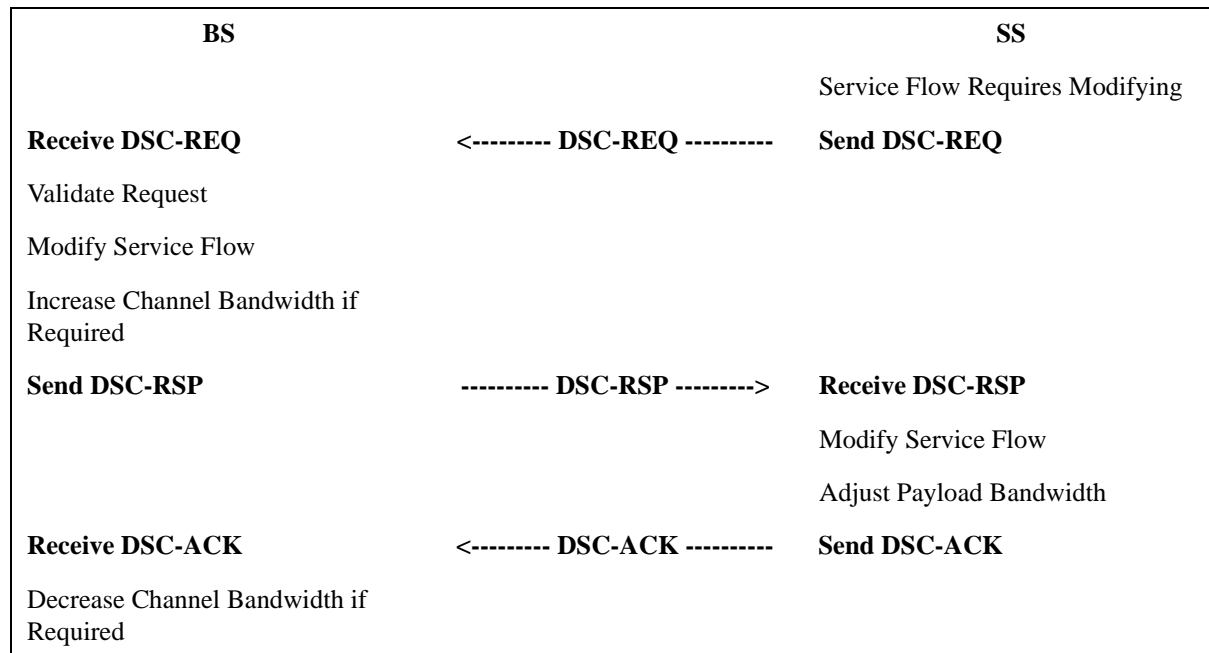 BS SS
Service Flow Requires Modifying
Receive DSC-REQ <--------- DSC-REQ ---------- Send DSC-REQ
Validate Request
Modify Service Flow
Increase Channel Bandwidth if
Required
Send DSC-RSP ---------- DSC-RSP ---------> Receive DSC-RSP
Modify Service Flow
Adjust Payload Bandwidth
Receive DSC-ACK <--------- DSC-ACK ---------- Send DSC-ACK
Decrease Channel Bandwidth if
Required